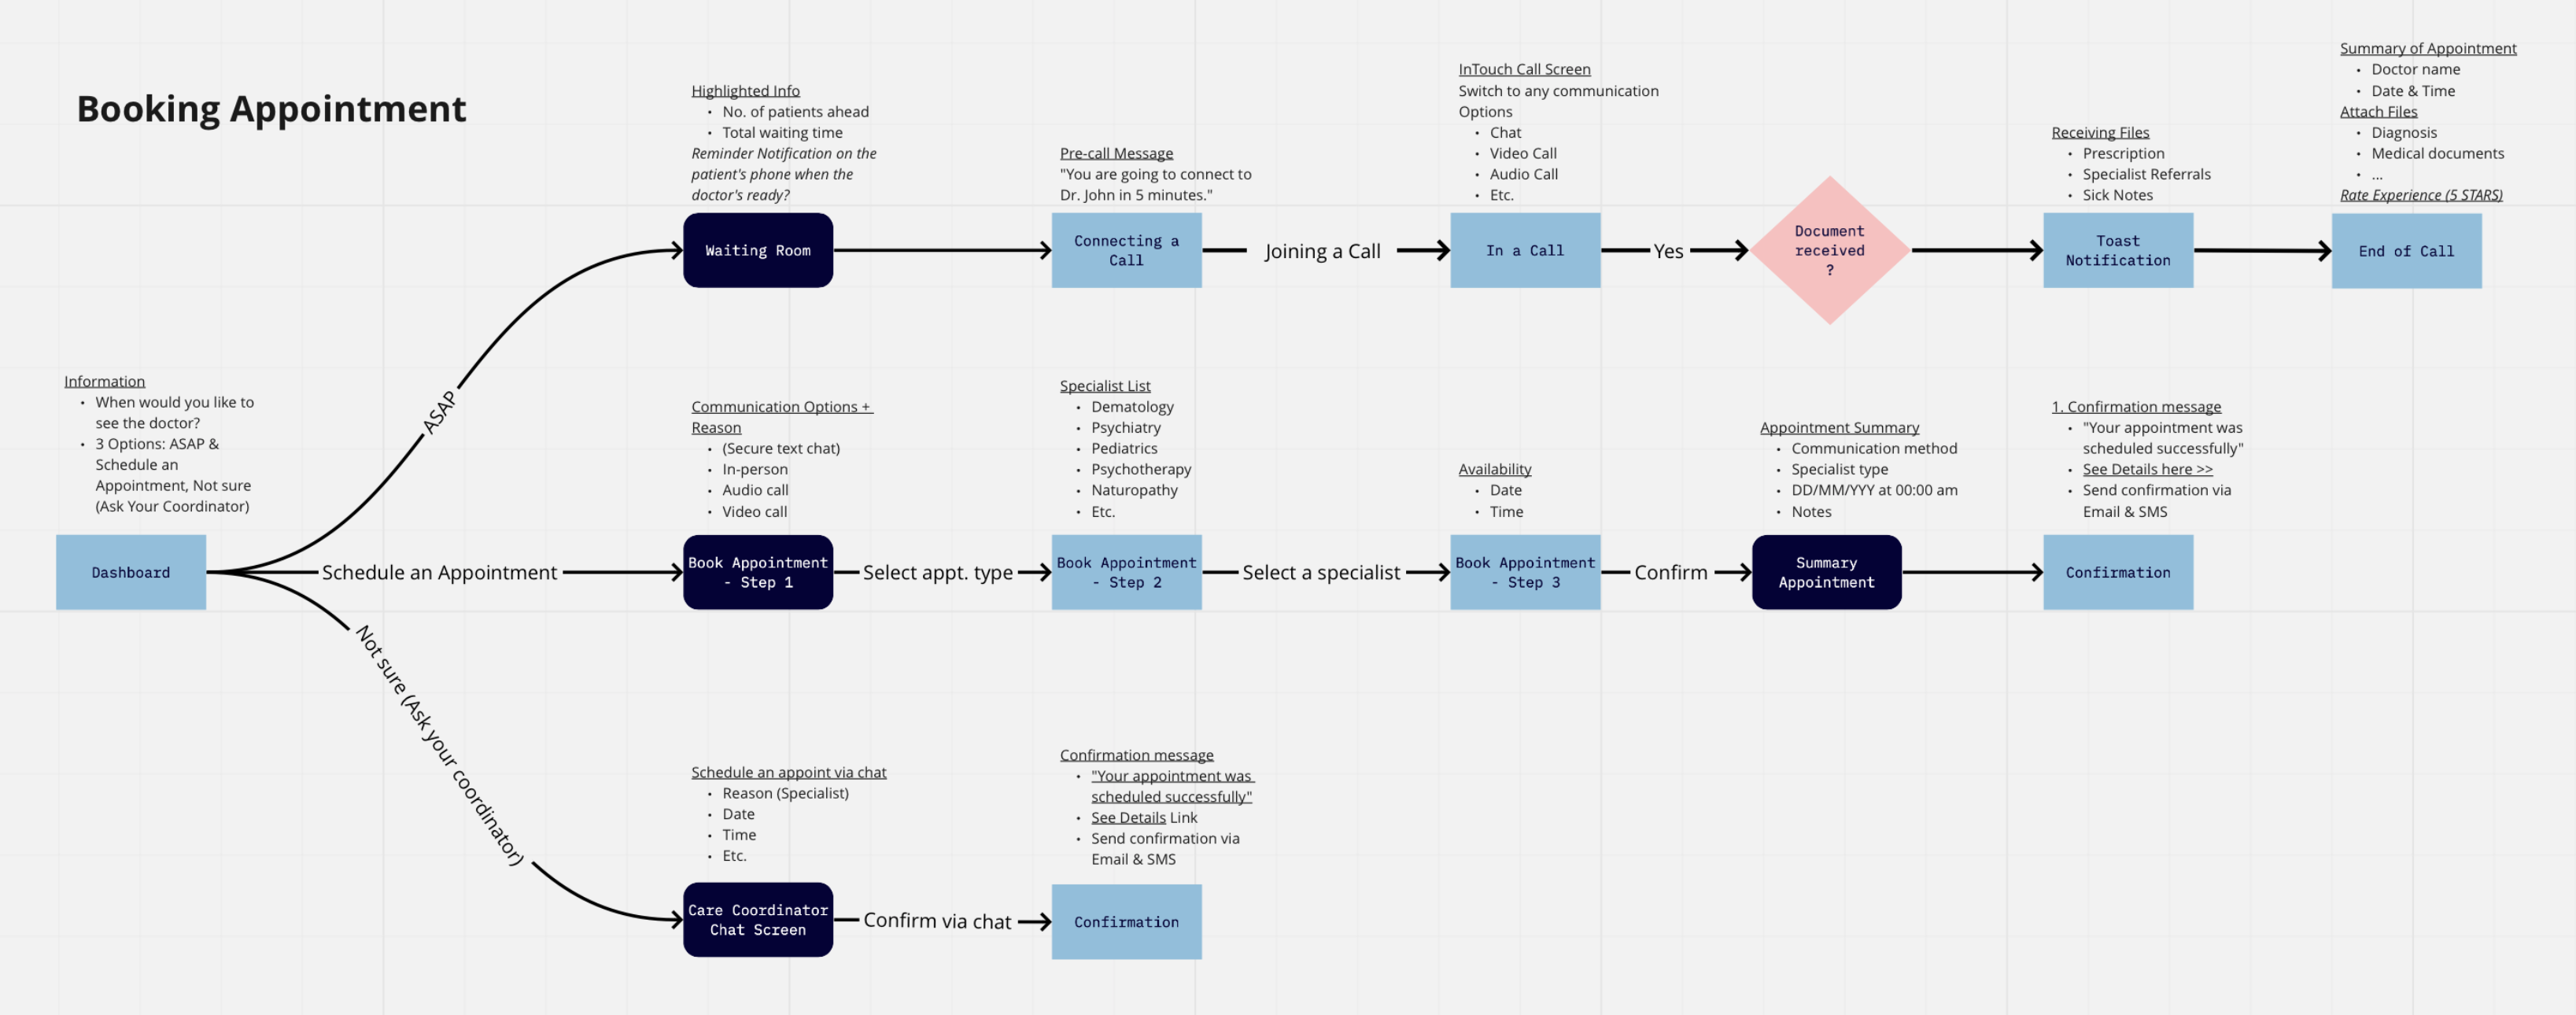 Booking Appointment
Highlighted Info
• No. of patients ahead
• Total waiting time
Reminder Notification on the
patient's phone when the
doctor's ready?
Waiting Room
Pre-call Message
"You are going to connect to
Dr. John in 5 minutes."
Connecting a
Call
Joining a Call
InTouch Call Screen
Switch to any communication
Options
• Chat
• Video Call
• Audio Call
• Etc.
In a Call
Yes
Document
received
?
Receiving Files
• Prescription
• Specialist Referrals
• Sick Notes
Toast
Notification
Summary of Appointment
• Doctor name
• Date & Time
Attach Files
• Diagnosis
• Medical documents
• ...
Rate Experience (5 STARS)
End of Call
ASAP
Information
• When would you like to
see the doctor?
• 3 Options: ASAP &
Schedule an
Appointment, Not sure
(Ask Your Coordinator)
Dashboard
Schedule an Appointment
Communication Options +
Reason
• (Secure text chat)
• In-person
• Audio call
• Video call
Book Appointment
- Step 1
Select appt. type
Specialist List
• Dematology
• Psychiatry
• Pediatrics
• Psychotherapy
• Naturopathy
• Etc.
Book Appointment
- Step 2
Select a specialist
Availability
• Date
• Time
Book Appointment
- Step 3
Confirm
Appointment Summary
• Communication method
• Specialist type
• DD/MM/YYY at 00:00 am
• Notes
Summary
Appointment
1. Confirmation message
• "Your appointment was
scheduled successfully"
• See Details here >>
• Send confirmation via
Email & SMS
Confirmation
Not sure (Ask your coordinator)
Schedule an appoint via chat
• Reason (Specialist)
• Date
• Time
• Etc.
Care Coordinator
Chat Screen
Confirm via chat
Confirmation message
• "Your appointment was
scheduled successfully"
• See Details Link
• Send confirmation via
Email & SMS
Confirmation